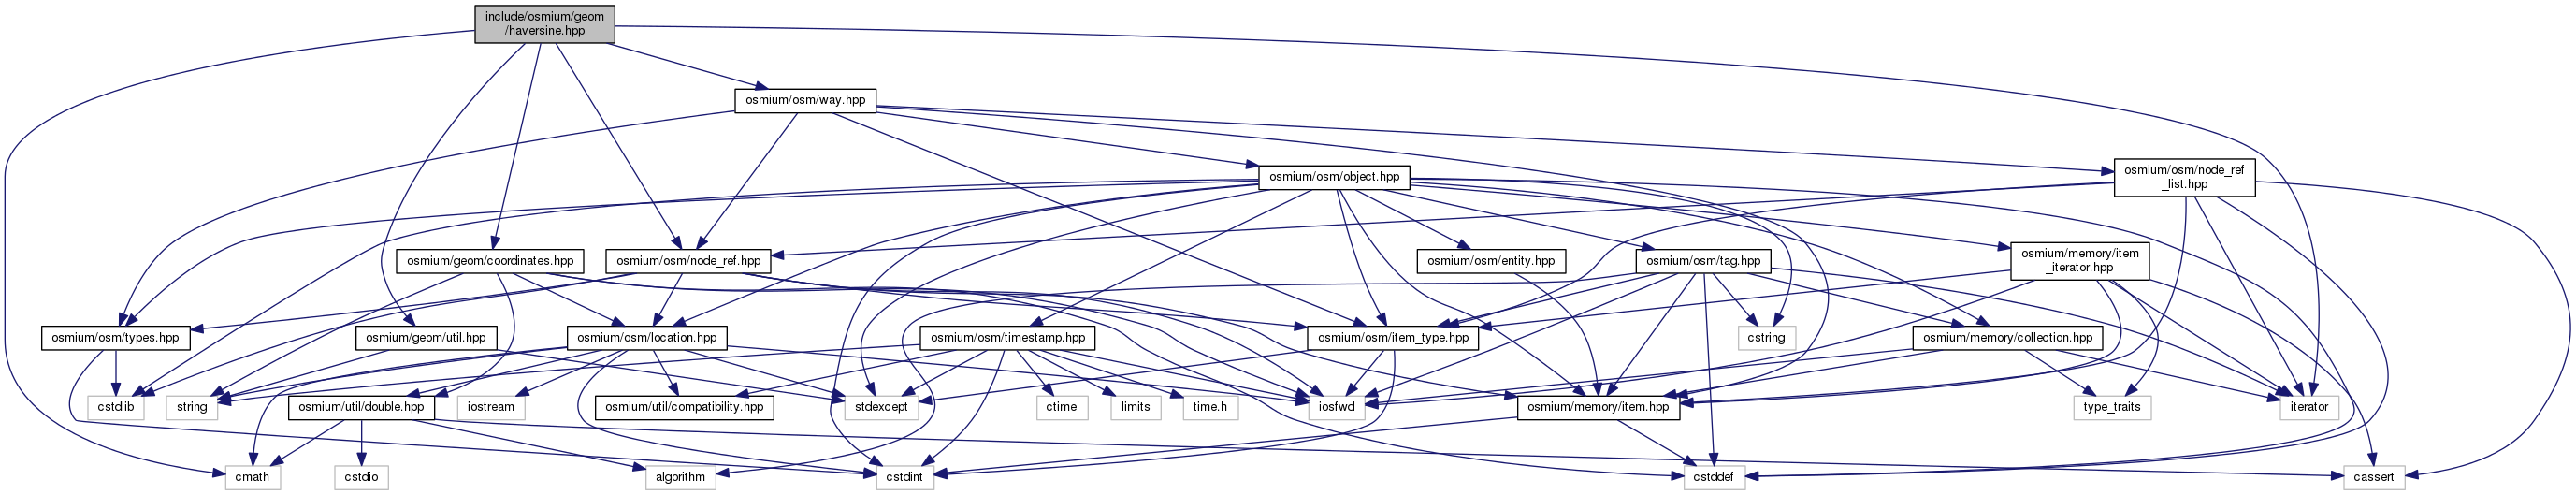 include/osmium/geom
/haversine.hpp
osmium/osm/way.hpp
osmium/osm/object.hpp
osmium/osm/node_ref
_list.hpp
osmium/geom/coordinates.hpp
osmium/osm/node_ref.hpp
osmium/osm/entity.hpp
osmium/osm/tag.hpp
osmium/memory/item
_iterator.hpp
osmium/osm/types.hpp
osmium/geom/util.hpp
osmium/osm/location.hpp
osmium/osm/timestamp.hpp
osmium/osm/item_type.hpp
cstring
osmium/memory/collection.hpp
cstdlib
string
osmium/util/double.hpp
iostream
osmium/util/compatibility.hpp
stdexcept
ctime
limits
time.h
iosfwd
osmium/memory/item.hpp
type_traits
iterator
cmath
cstdio
algorithm
cstdint
cstddef
cassert